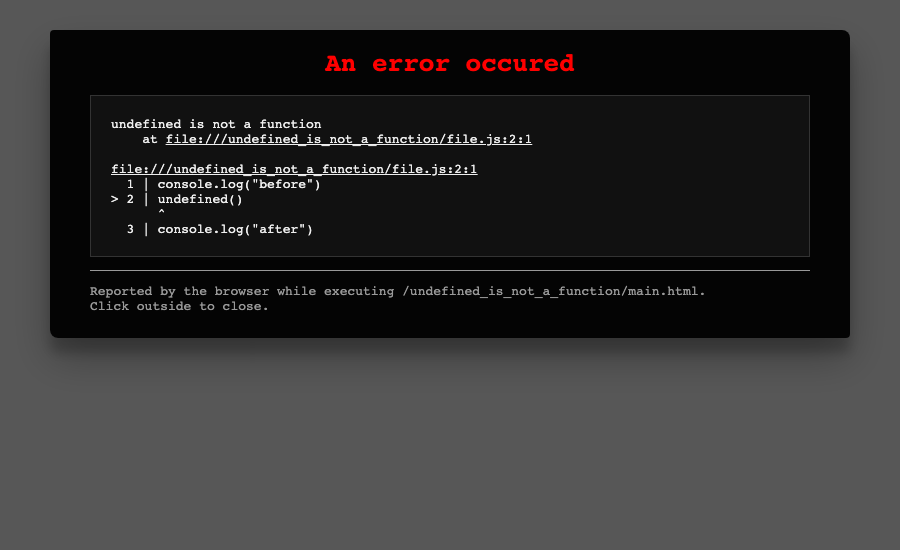 An error occured
undefined is not a function
    at file:///undefined_is_not_a_function/file.js:2:1
file:///undefined_is_not_a_function/file.js:2:1
  1 | console.log("before")
> 2 | undefined()
      ^
  3 | console.log("after")
Reported by the browser while executing /undefined_is_not_a_function/main.html.
Click outside to close.